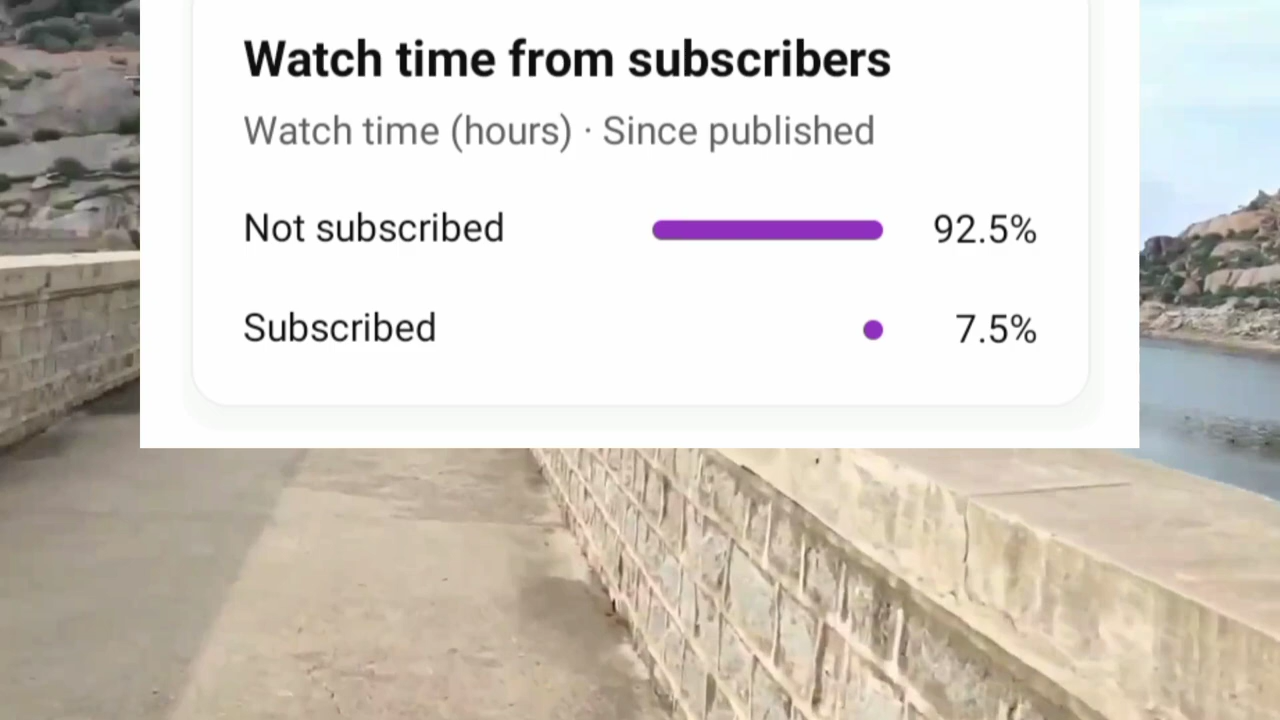 Watch time from subscribers
Watch time (hours) · Since published
Not subscribed 92.5%
Subscribed 7.5%